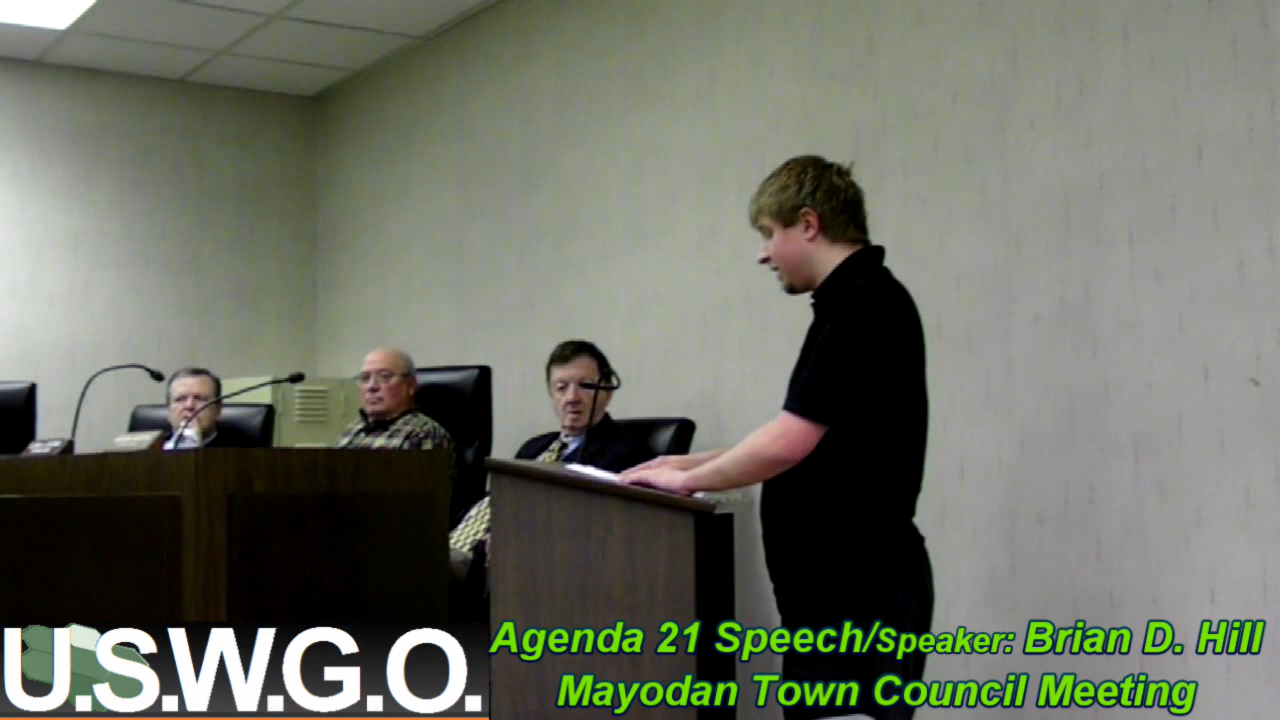 U.S.W.G.O.
Agenda 21 Speech/Speaker: Brian D. Hill
Mayodan Town Council Meeting